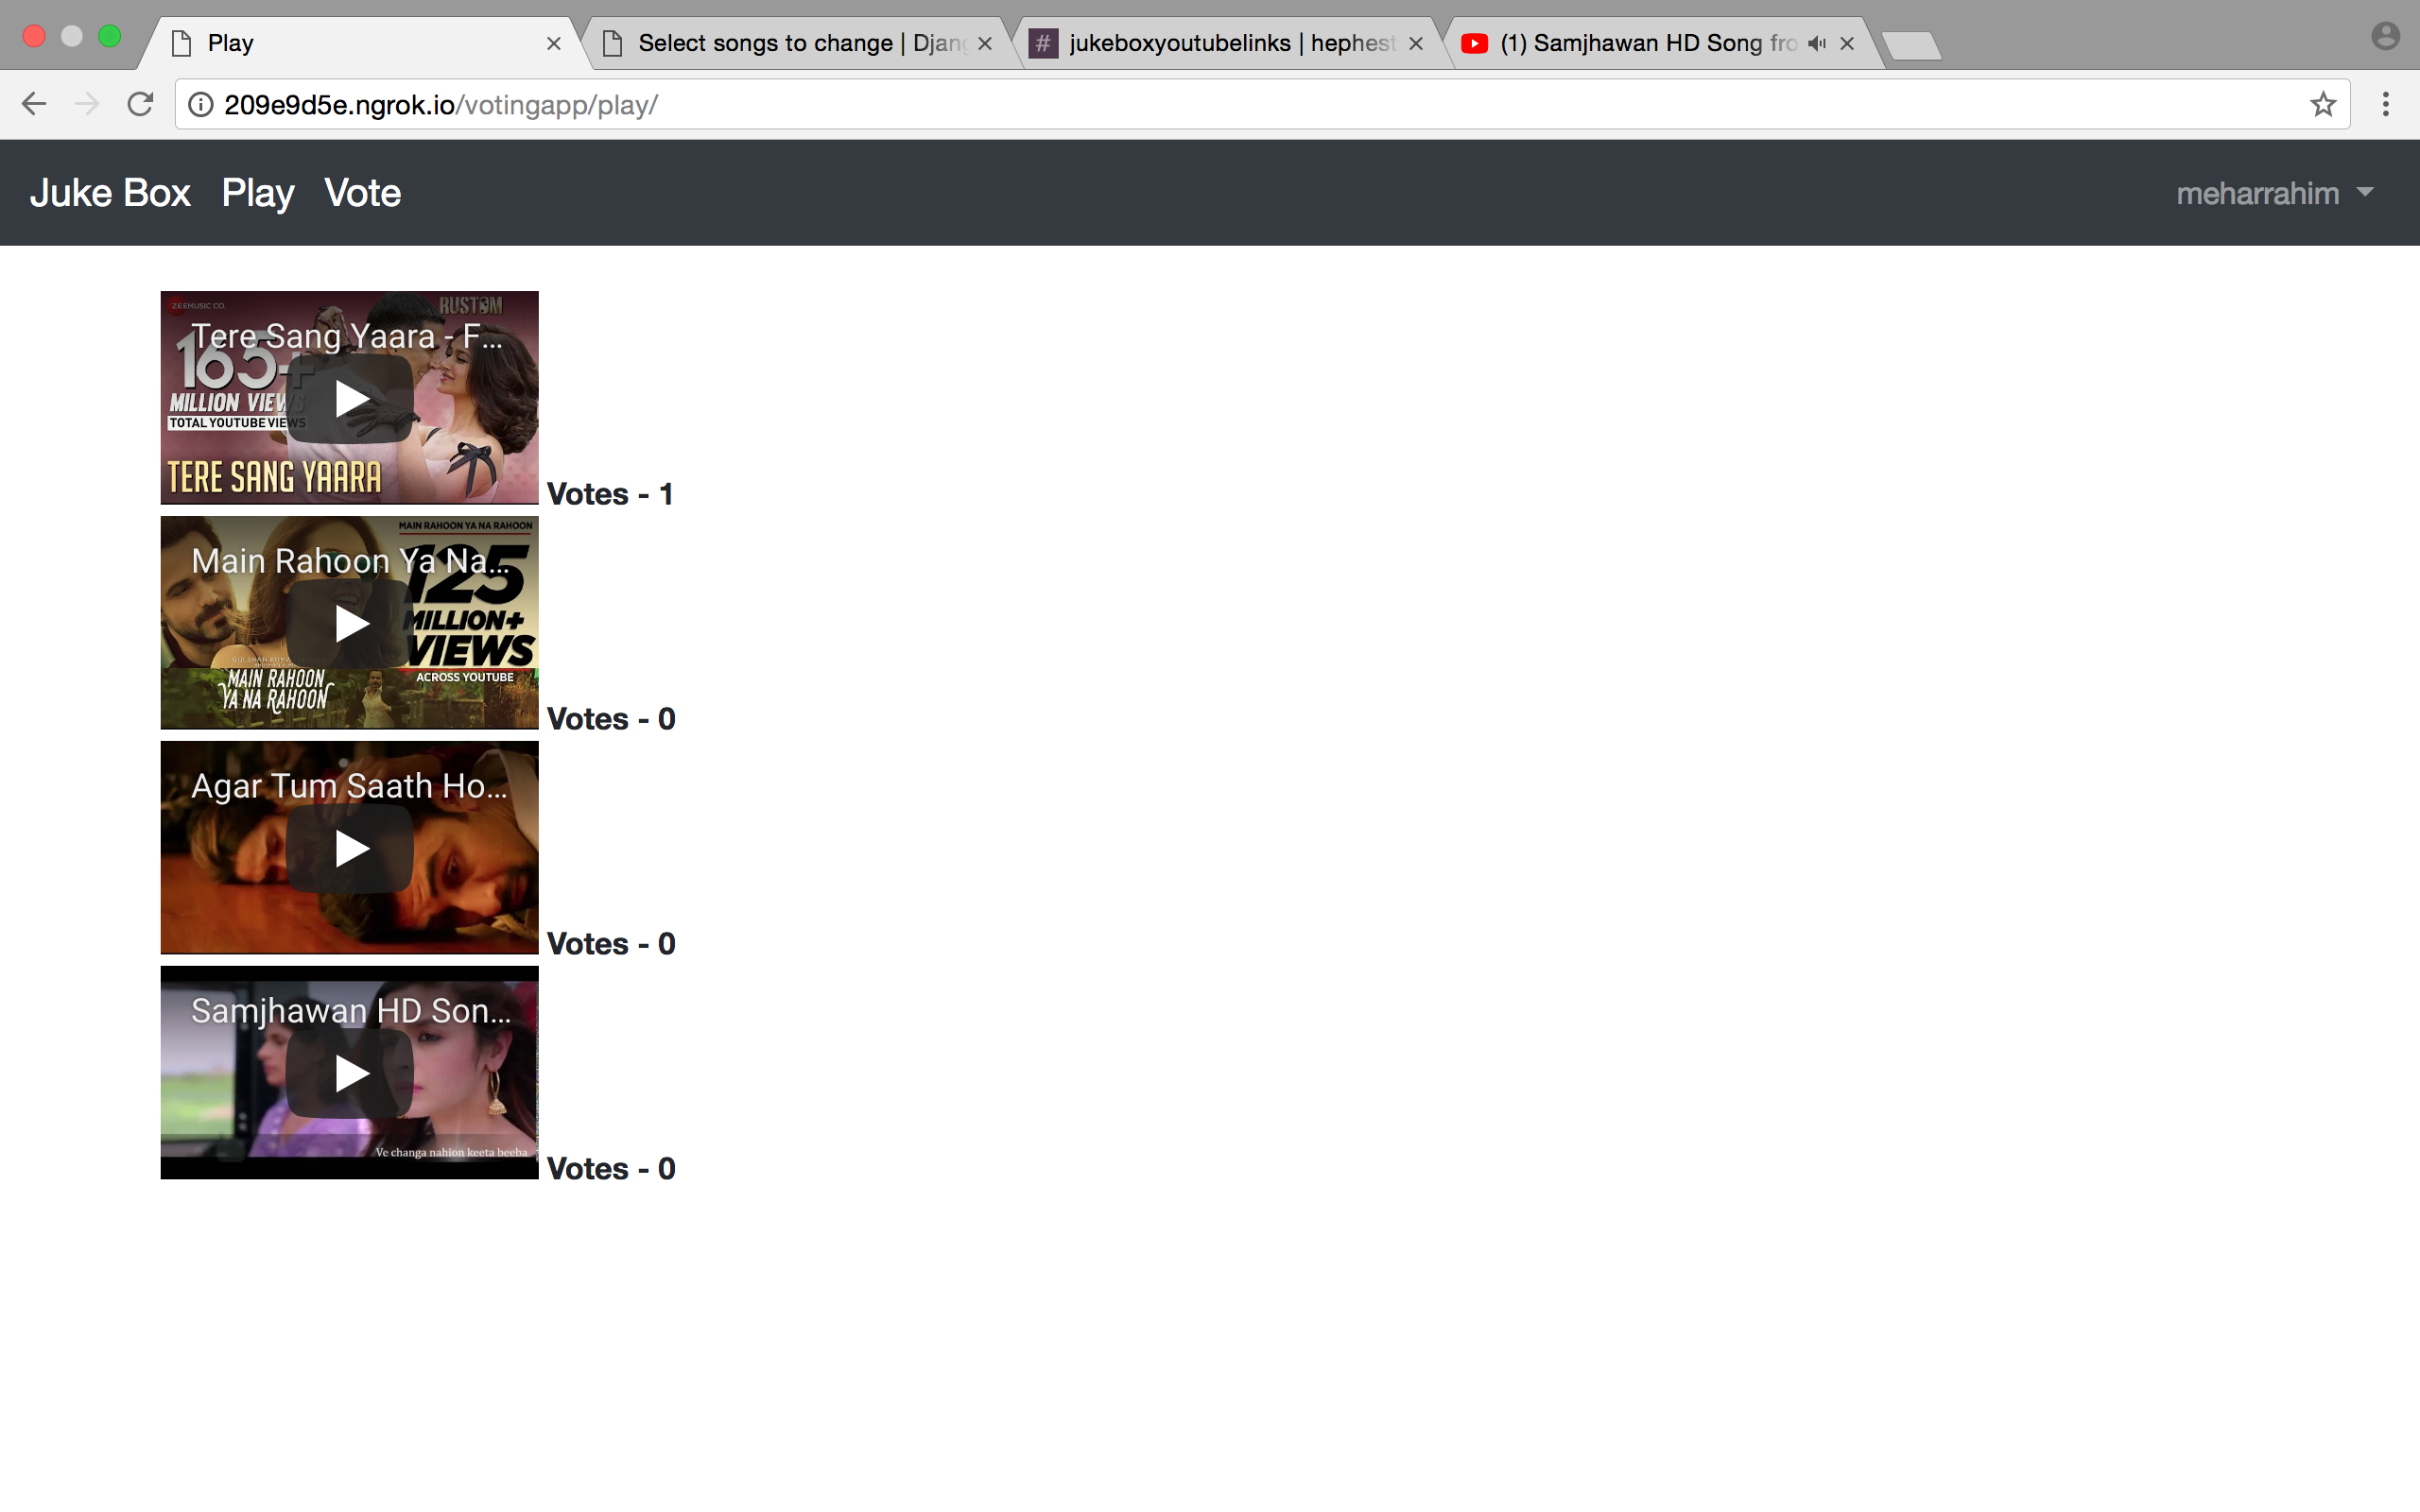 Play
Select songs to change | Djang
# jukeboxyoutubelinks | hephest
(1) Samjhawan HD Song fro
209e9d5e.ngrok.io/votingapp/play/
Juke Box Play Vote
meharrahim
ZEEMUSIC CO.
RUSTOM
Tere Sang Yaara - F...
165+
MILLION VIEWS
TOTAL YOUTUBE VIEWS
TERE SANG YAARA
Votes - 1
MAIN RAHOON YA NA RAHOON
Main Rahoon Ya Na...
125
MILLION+
VIEWS
ACROSS YOUTUBE
MAIN RAHOON
YA NA RAHOON
Votes - 0
Agar Tum Saath Ho...
Votes - 0
Samjhawan HD Son...
Ve changa nahion keeta beeba
Votes - 0